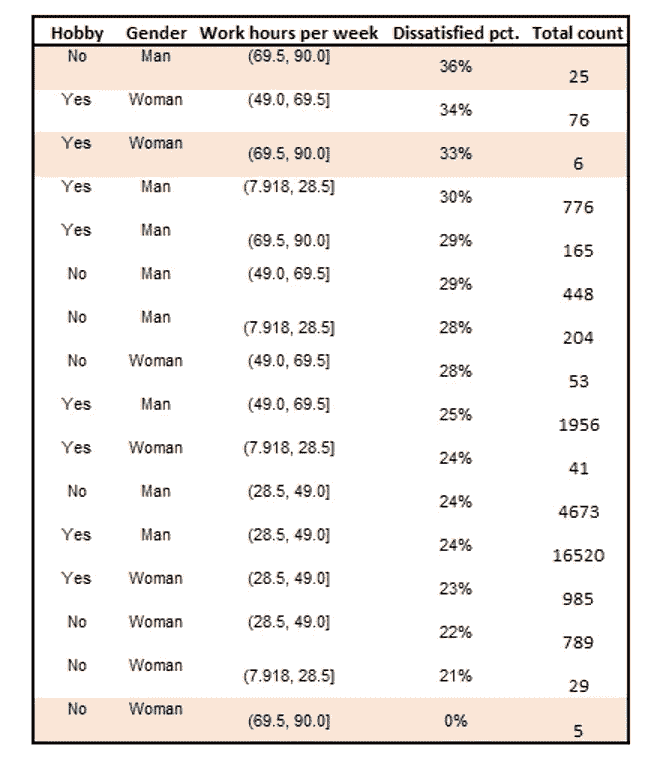 Hobby Gender Work hours per week Dissatisfied pct. Total count
No Man (69.5, 90.0] 36% 25
Yes Woman (49.0, 69.5] 34% 76
Yes Woman (69.5, 90.0] 33% 6
Yes Man (7.918, 28.5] 30% 776
Yes Man (69.5, 90.0] 29% 165
No Man (49.0, 69.5] 29% 448
No Man (7.918, 28.5] 28% 204
No Woman (49.0, 69.5] 28% 53
Yes Man (49.0, 69.5] 25% 1956
Yes Woman (7.918, 28.5] 24% 41
No Man (28.5, 49.0] 24% 4673
Yes Man (28.5, 49.0] 24% 16520
Yes Woman (28.5, 49.0] 23% 985
No Woman (28.5, 49.0] 22% 789
No Woman (7.918, 28.5] 21% 29
No Woman (69.5, 90.0] 0% 5